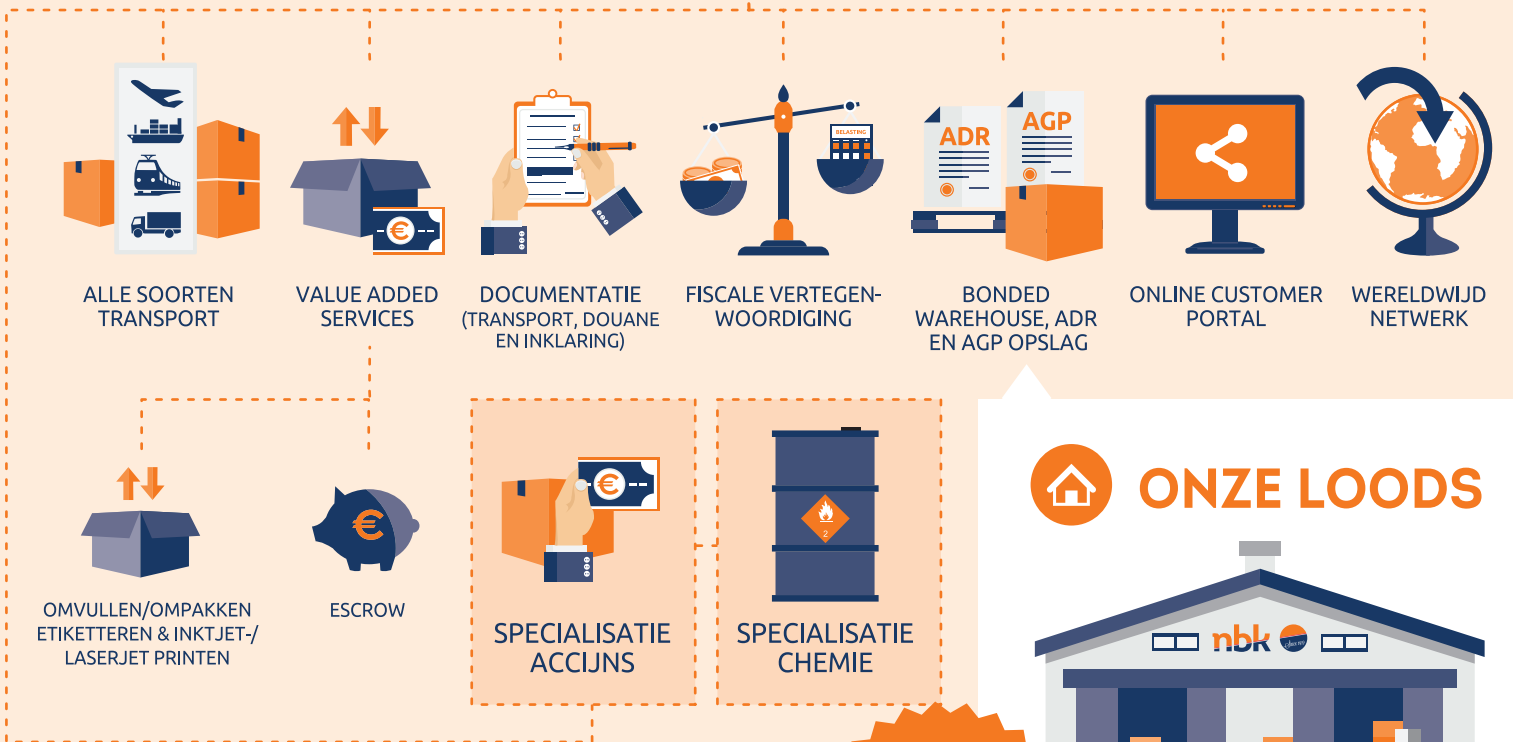 BELASTING
ADR
AGP
ALLE SOORTEN
TRANSPORT
VALUE ADDED
SERVICES
DOCUMENTATIE
(TRANSPORT, DOUANE
EN INKLARING)
FISCALE VERTEGEN-
WOORDIGING
BONDED
WAREHOUSE, ADR
EN AGP OPSLAG
ONLINE CUSTOMER
PORTAL
WERELDWIJD
NETWERK
€
OMVULLEN/OMPAKKEN
ETIKETTEREN & INKTJET-/
LASERJET PRINTEN
€
ESCROW
€
SPECIALISATIE
ACCIJNS
2
SPECIALISATIE
CHEMIE
ONZE LOODS
nbk